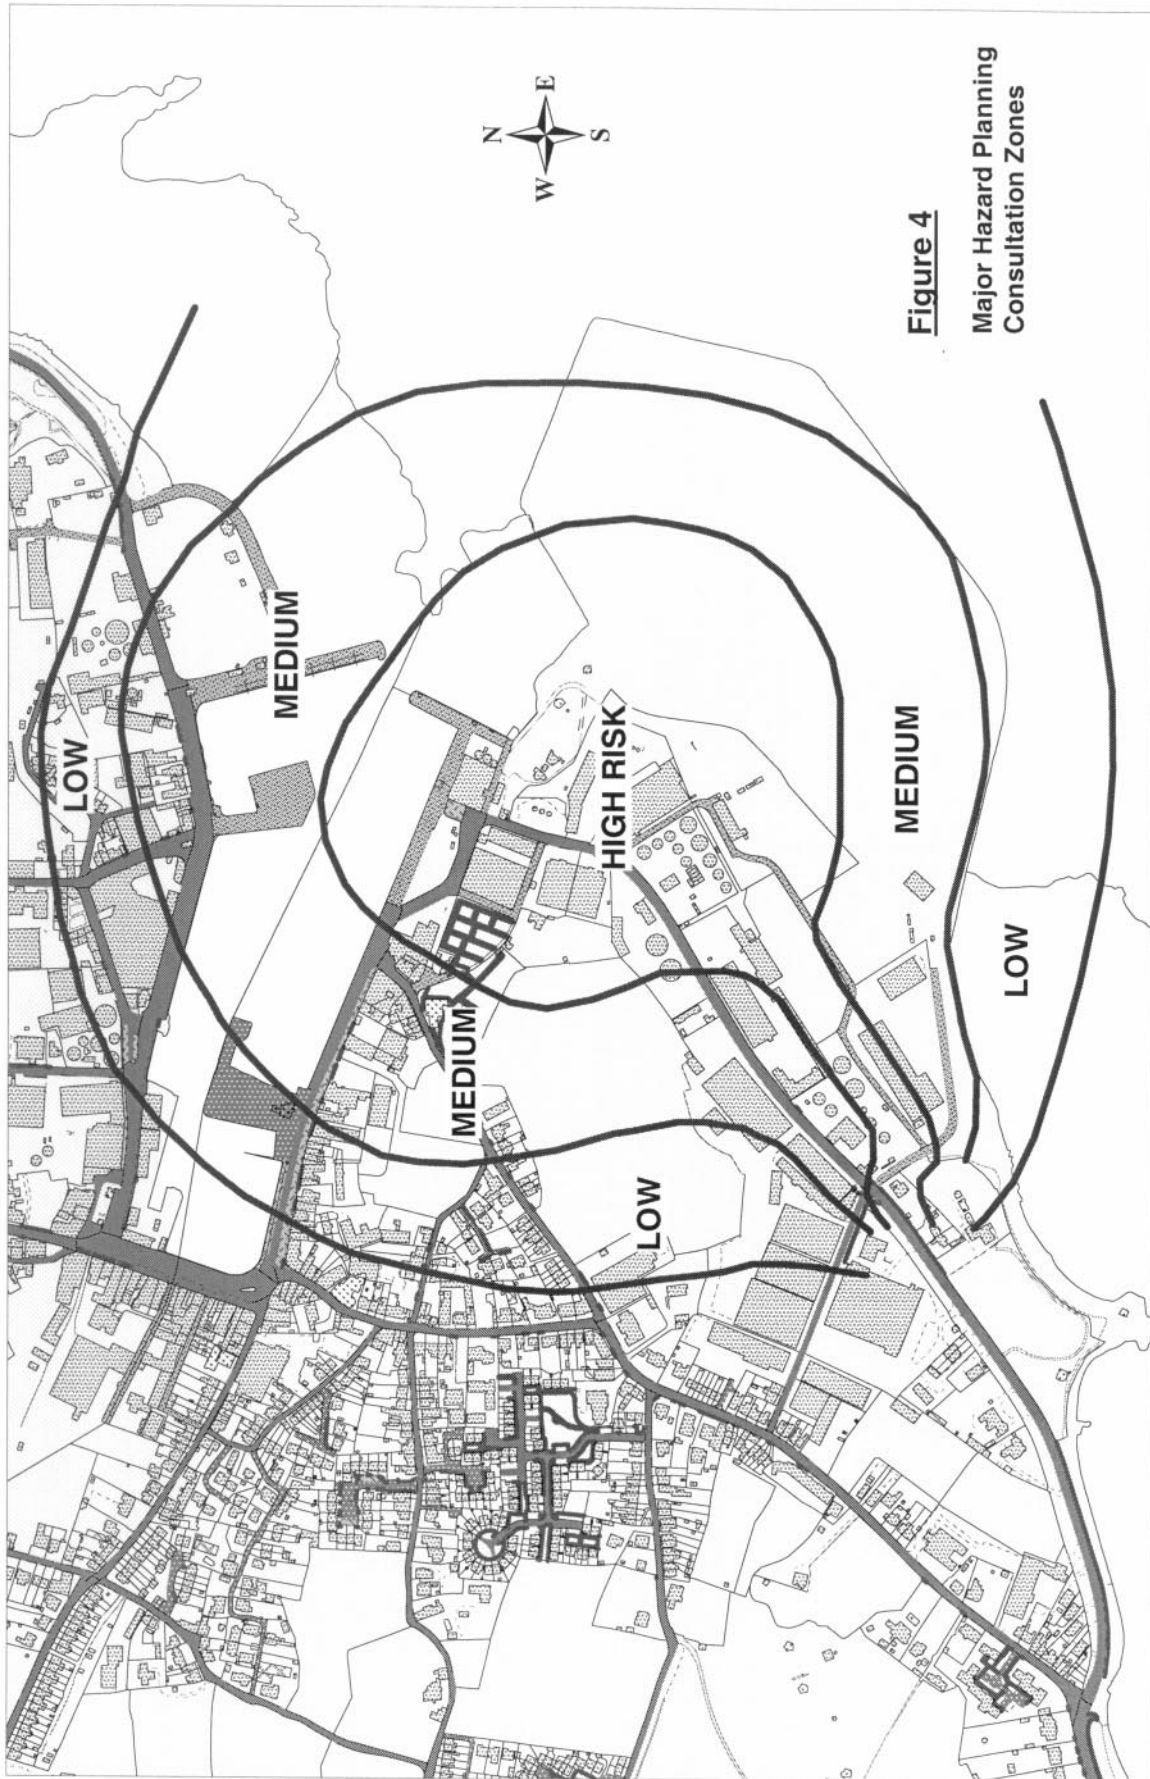 LOW
MEDIUM
N
W
E
S
MEDIUM
HIGH RISK
LOW
MEDIUM
LOW
Figure 4
Major Hazard Planning
Consultation Zones